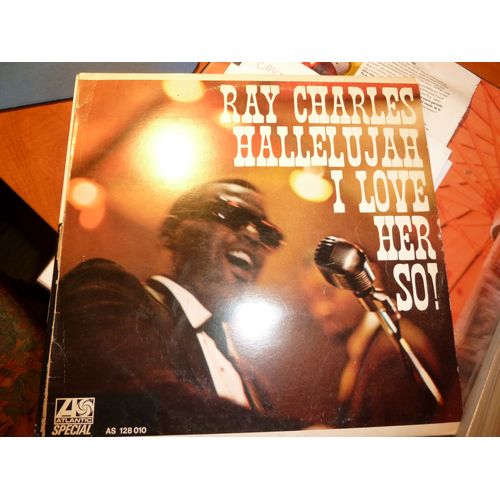 RAY CHARLES
HALLELUJAH
I LOVE
HER
SO!
ATLANTIC
SPECIAL
AS 128 010